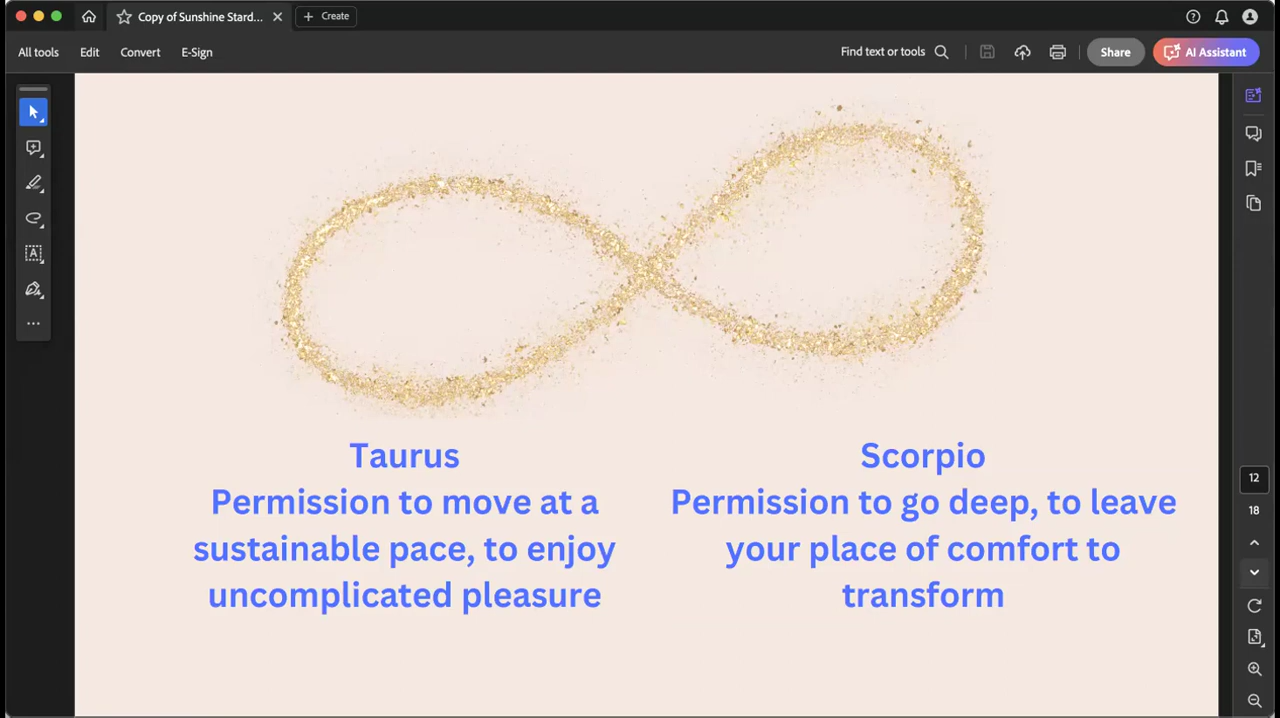 Copy of Sunshine Stard...
Create
All tools
Edit
Convert
E-Sign
Find text or tools
Share
AI Assistant
Taurus
Permission to move at a
sustainable pace, to enjoy
uncomplicated pleasure
Scorpio
Permission to go deep, to leave
your place of comfort to
transform
12
18